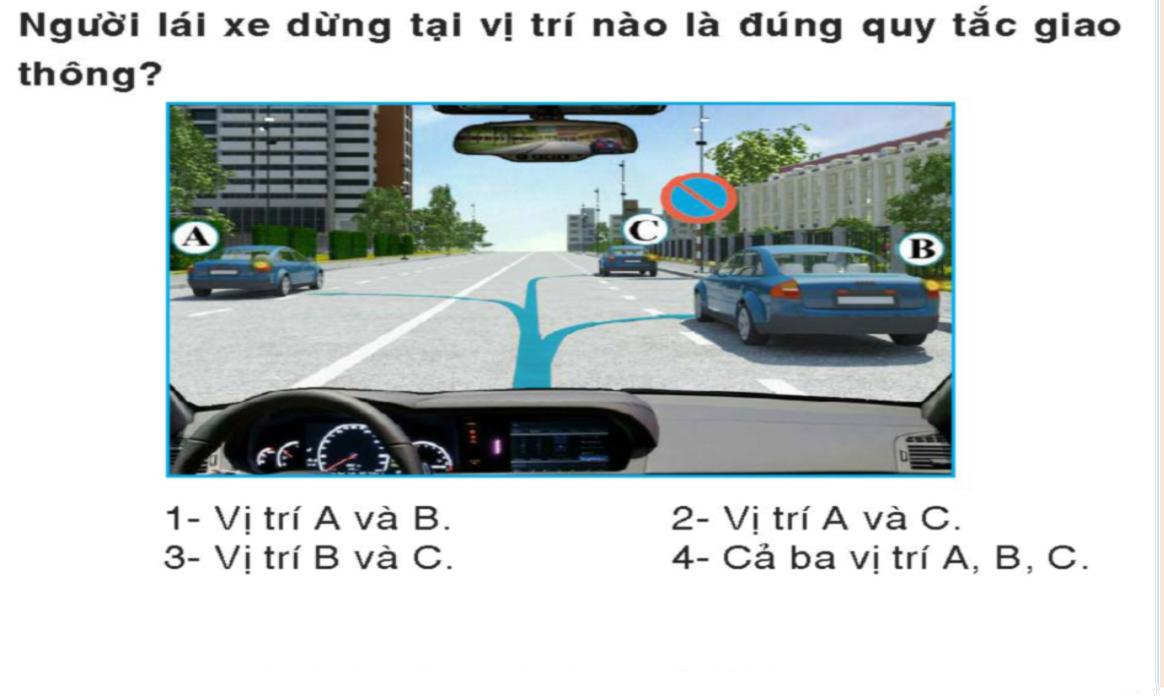 Người lái xe dừng tại vị trí nào là đúng quy tắc giao
thông?
A
C
B
1- Vị trí A và B.
2- Vị trí A và C.
3- Vị trí B và C.
4- Cả ba vị trí A, B, C.